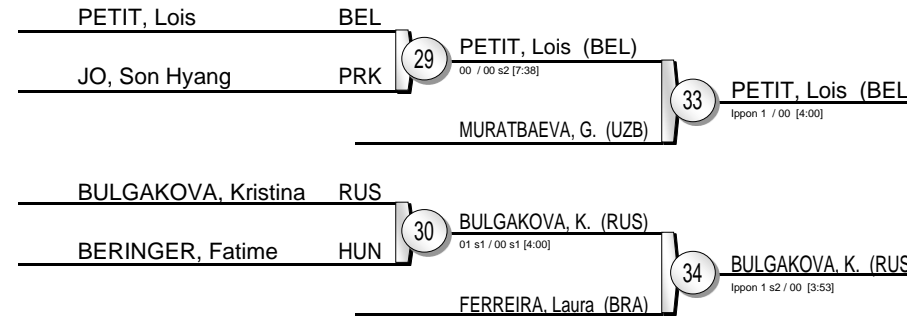 PETIT, Lois BEL
29
PETIT, Lois (BEL)
00 / 00 s2 [7:38]
JO, Son Hyang PRK
33
PETIT, Lois (BEL
Ippon 1 / 00 [4:00]
MURATBAEVA, G. (UZB)
BULGAKOVA, Kristina RUS
30
BULGAKOVA, K. (RUS)
01 s1 / 00 s1 [4:00]
BERINGER, Fatime HUN
34
BULGAKOVA, K. (RUS
Ippon 1 s2 / 00 [3:53]
FERREIRA, Laura (BRA)